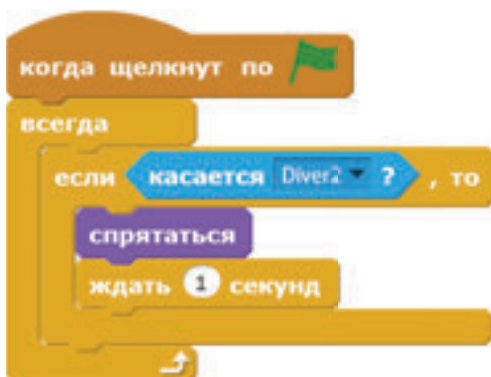 когда щелкнут по
всегда
если касается Diver2 ? , то
спрятаться
ждать 1 секунд